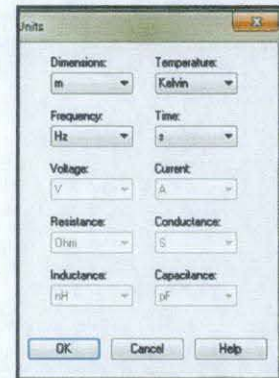 Units
Dimensions: Temperature:
m Kelvin
Frequency: Time:
Hz s
Voltage: Current:
V A
Resistance: Conductance:
Ohm S
Inductance: Capacitance:
nH pF
OK Cancel Help